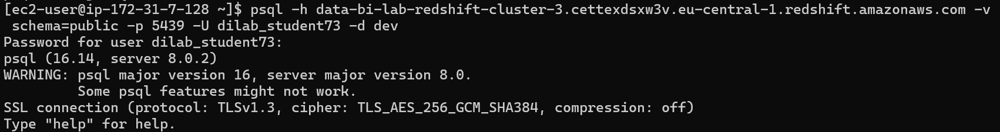 [ec2-user@ip-172-31-7-128 ~]$ psql -h data-bi-lab-redshift-cluster-3.cettexdsxw3v.eu-central-1.redshift.amazonaws.com -v
 schema=public -p 5439 -U dilab_student73 -d dev
Password for user dilab_student73:
psql (16.14, server 8.0.2)
WARNING: psql major version 16, server major version 8.0.
         Some psql features might not work.
SSL connection (protocol: TLSv1.3, cipher: TLS_AES_256_GCM_SHA384, compression: off)
Type "help" for help.